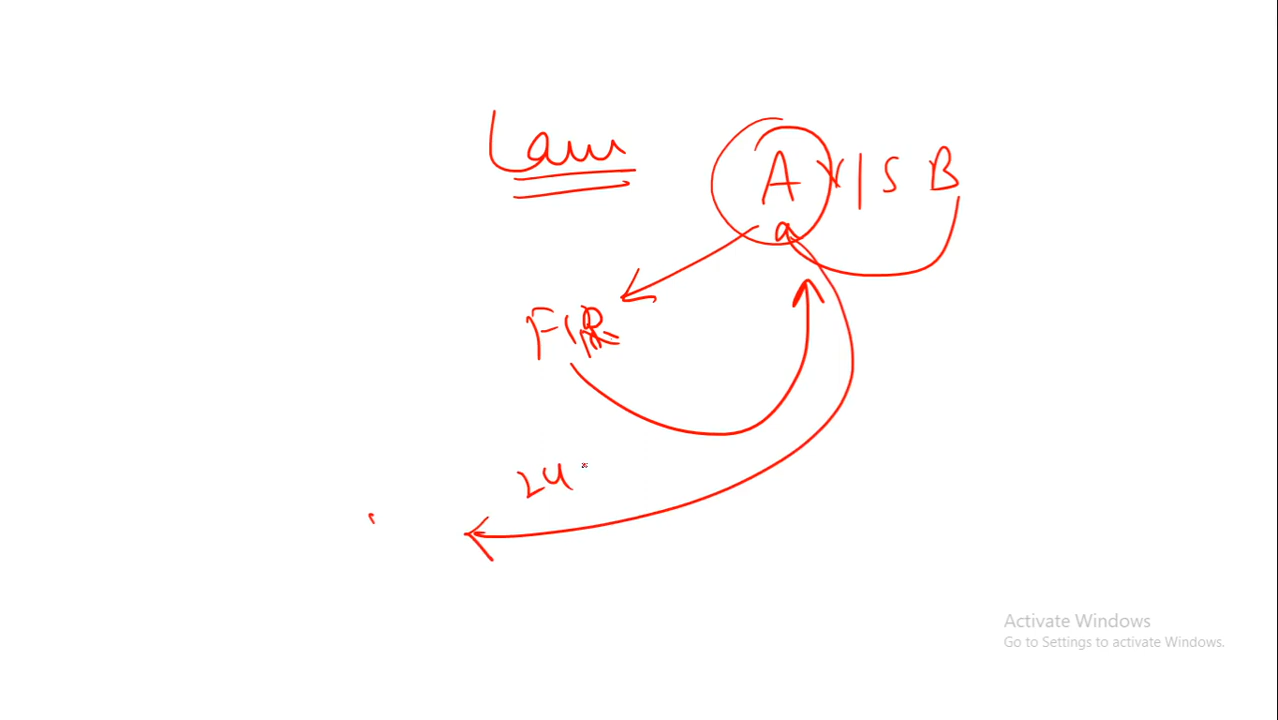 Law
A V/S B
a
FIR
24
Activate Windows
Go to Settings to activate Windows.